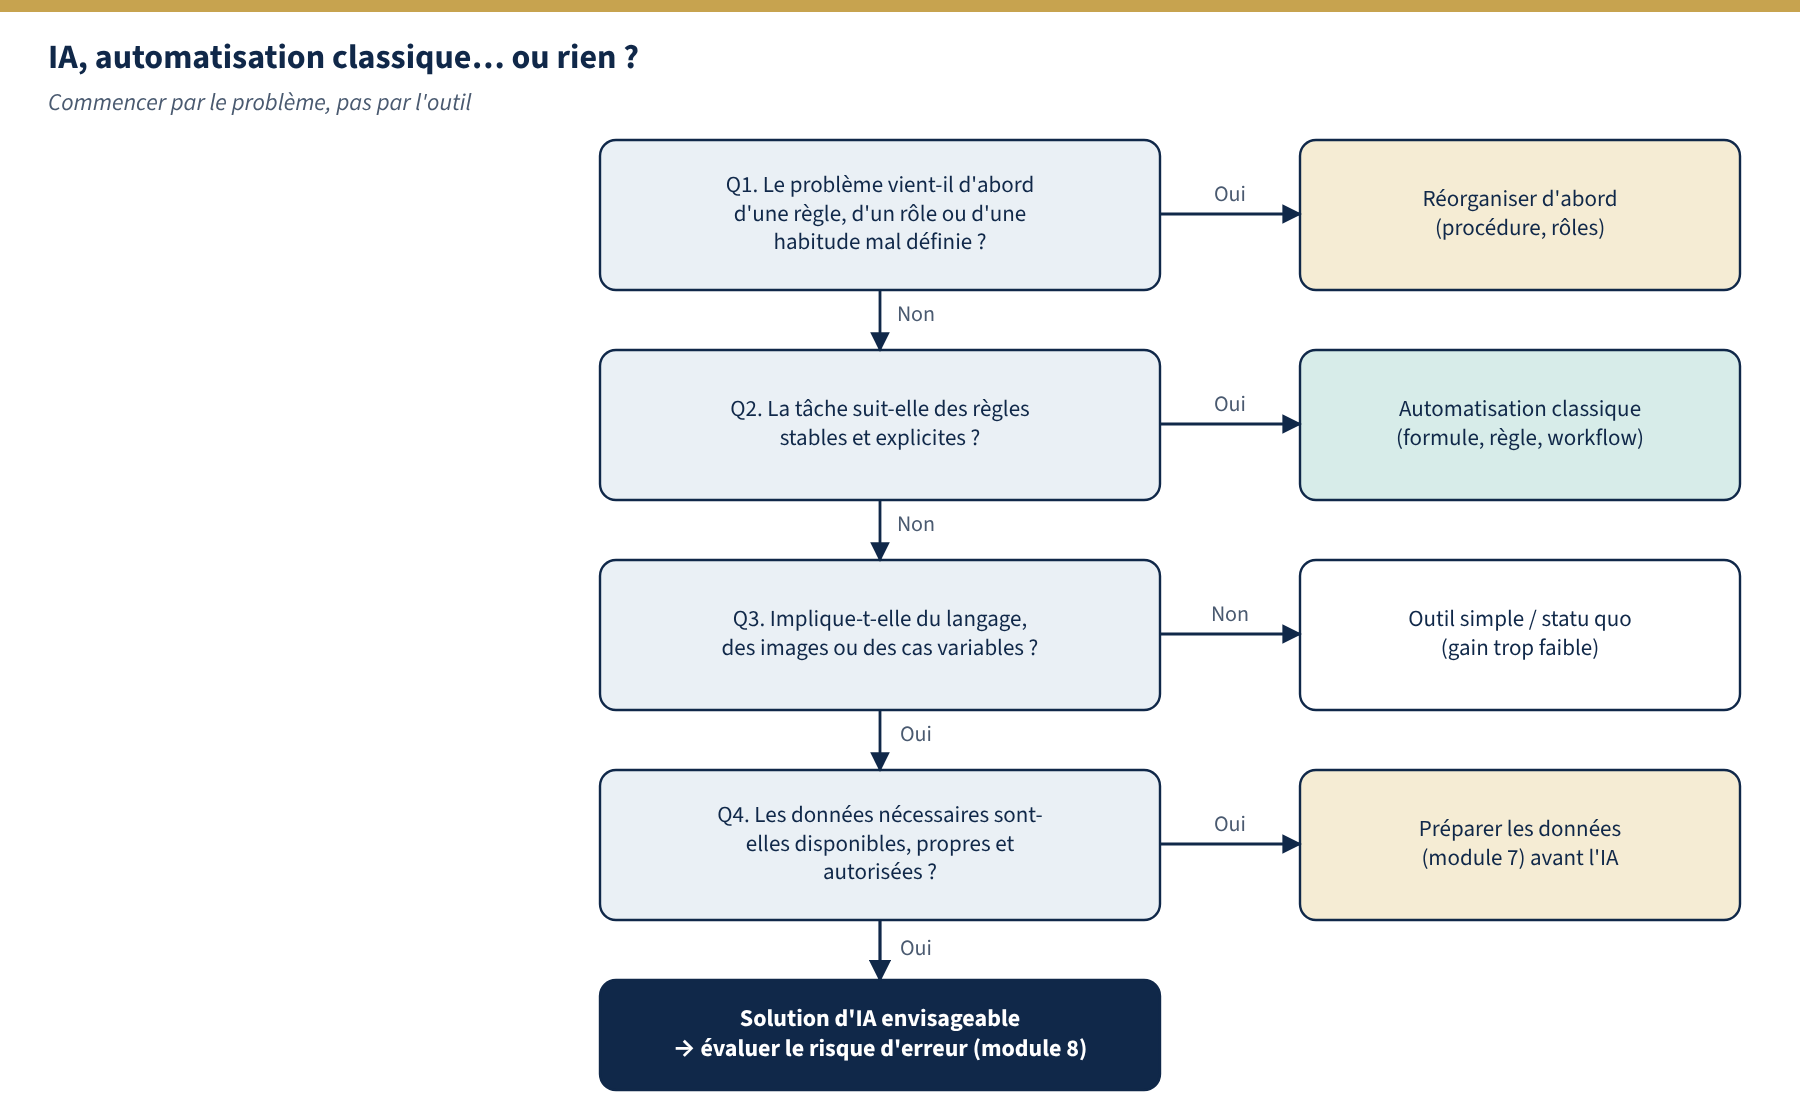 IA, automatisation classique… ou rien ?
Commencer par le problème, pas par l'outil
Q1. Le problème vient-il d'abord
d'une règle, d'un rôle ou d'une
habitude mal définie ?
Oui
Réorganiser d'abord
(procédure, rôles)
Non
Q2. La tâche suit-elle des règles
stables et explicites ?
Oui
Automatisation classique
(formule, règle, workflow)
Non
Q3. Implique-t-elle du langage,
des images ou des cas variables ?
Non
Outil simple / statu quo
(gain trop faible)
Oui
Q4. Les données nécessaires sont-
elles disponibles, propres et
autorisées ?
Oui
Préparer les données
(module 7) avant l'IA
Oui
Solution d'IA envisageable
→ évaluer le risque d'erreur (module 8)